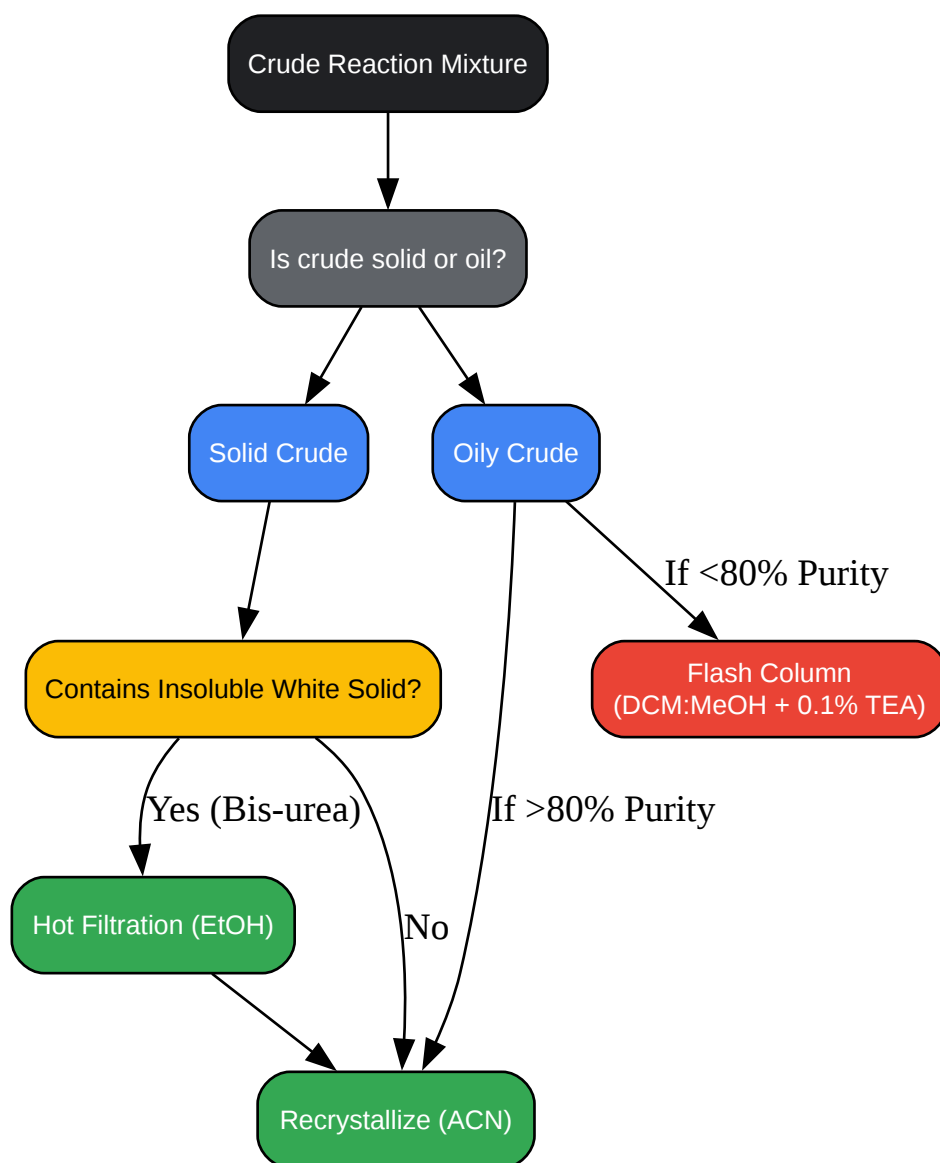 Crude Reaction Mixture
Is crude solid or oil?
Solid Crude
Oily Crude
If <80% Purity
Contains Insoluble White Solid?
Flash Column
(DCM:MeOH + 0.1% TEA)
Yes (Bis-urea)
If >80% Purity
Hot Filtration (EtOH)
No
Recrystallize (ACN)